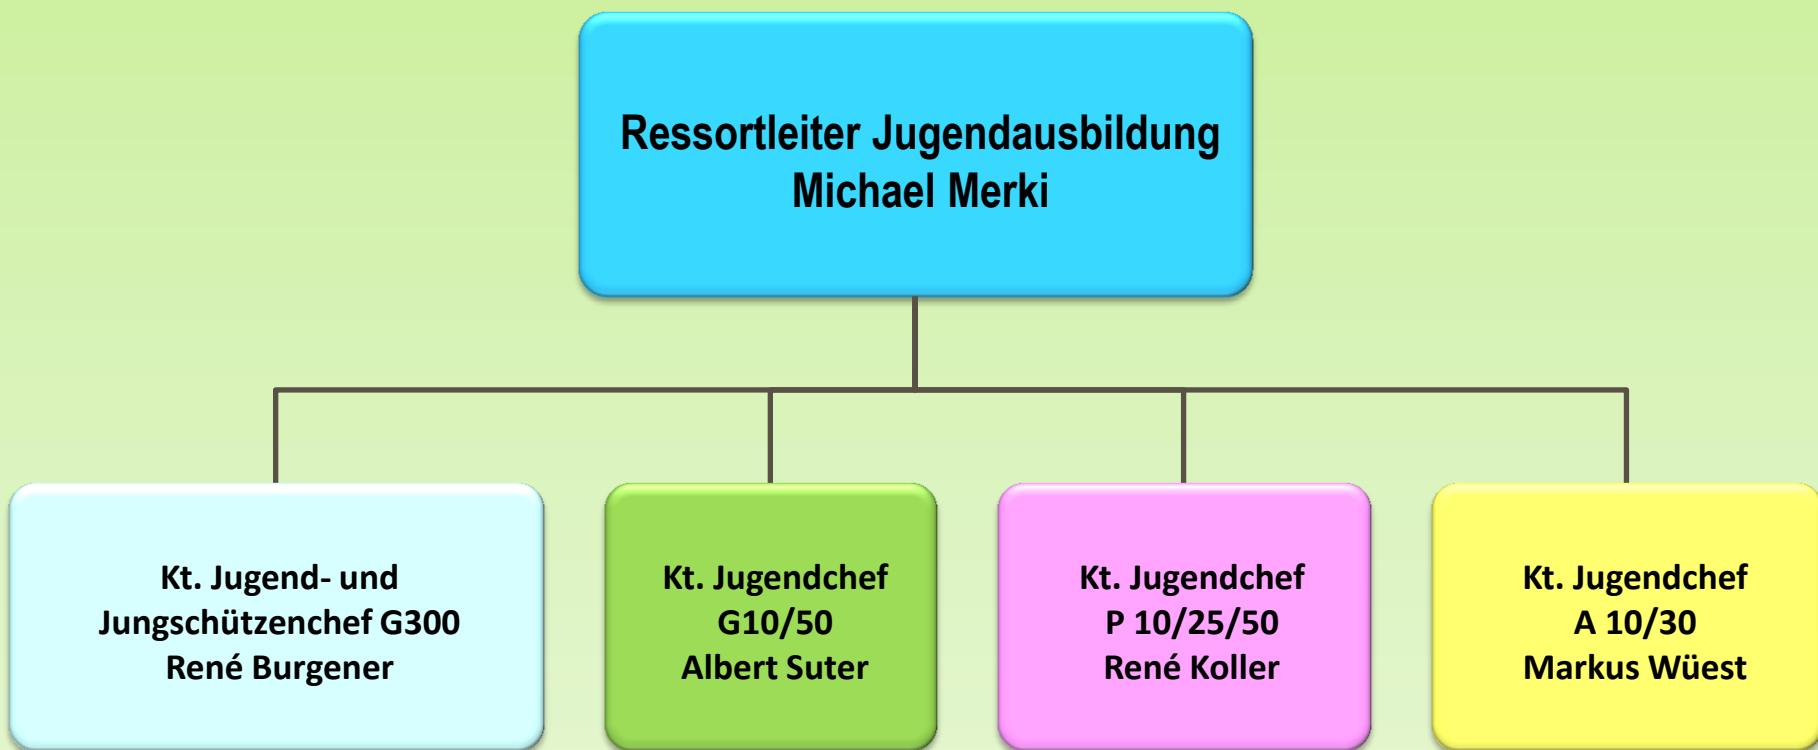 Ressortleiter Jugendausbildung
Michael Merki
Kt. Jugend- und
Jungschützenchef G300
René Burgener
Kt. Jugendchef
G10/50
Albert Suter
Kt. Jugendchef
P 10/25/50
René Koller
Kt. Jugendchef
A 10/30
Markus Wüest